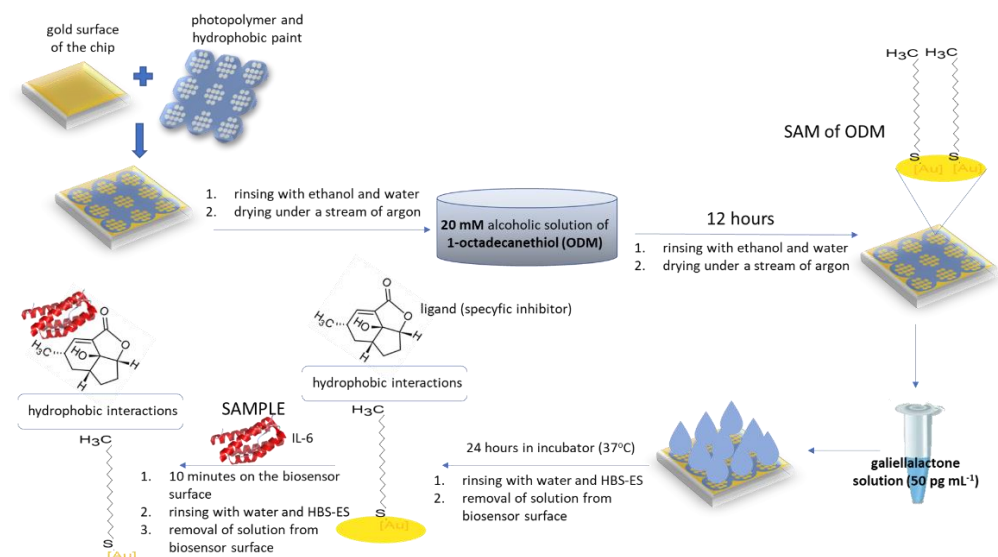 gold surface
of the chip
photopolymer and
hydrophobic paint
1. rinsing with ethanol and water
2. drying under a stream of argon
20 mM alcoholic solution of
1-octadecanethiol (ODM)
12 hours
1. rinsing with ethanol and water
2. drying under a stream of argon
SAM of ODM
H₃C H₃C
S S
[Au] [Au]
galiellalactone
solution (50 pg mL⁻¹)
24 hours in incubator (37°C)
1. rinsing with water and HBS-ES
2. removal of solution from
biosensor surface
ligand (specyfic inhibitor)
O
O
H₃C
HO
H
H
hydrophobic interactions
H₃C
S
[Au]
SAMPLE
IL-6
1. 10 minutes on the biosensor
surface
2. rinsing with water and HBS-ES
3. removal of solution from
biosensor surface
O
O
H₃C
HO
H
H
hydrophobic interactions
H₃C
S
[Au]